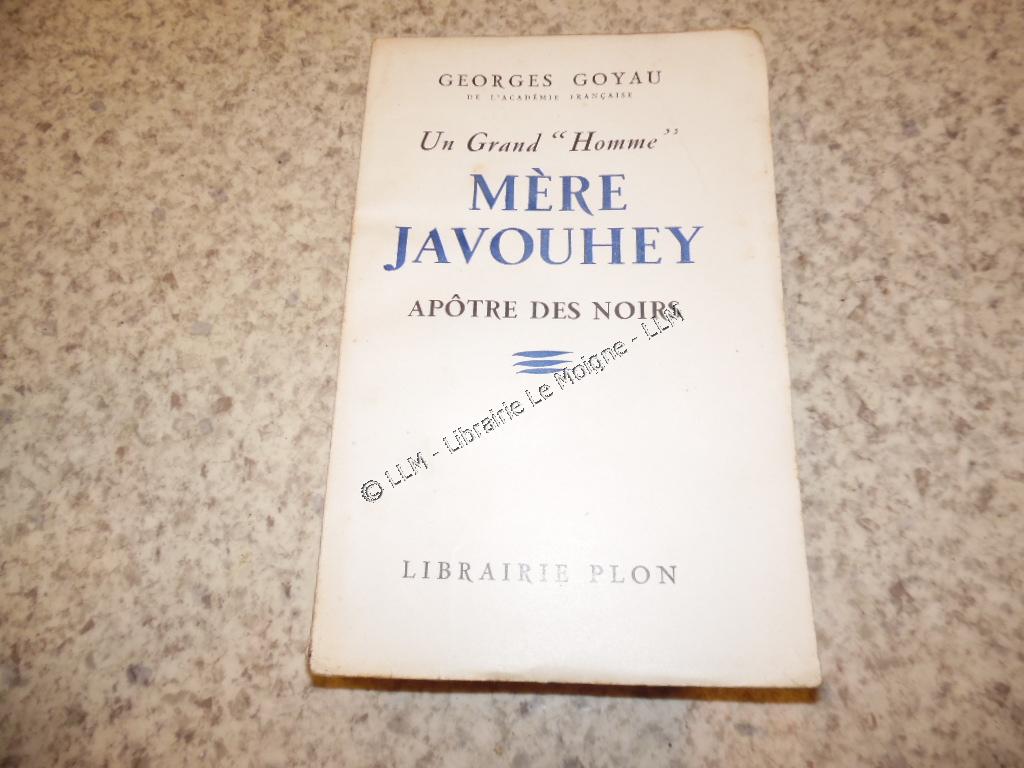 GEORGES GOYAU
DE L'ACADÉMIE FRANÇAISE
Un Grand “Homme”
MÈRE
JAVOUHEY
APÔTRE DES NOIRS
© LLM - Librairie Le Moigne - LLM
LIBRAIRIE PLON